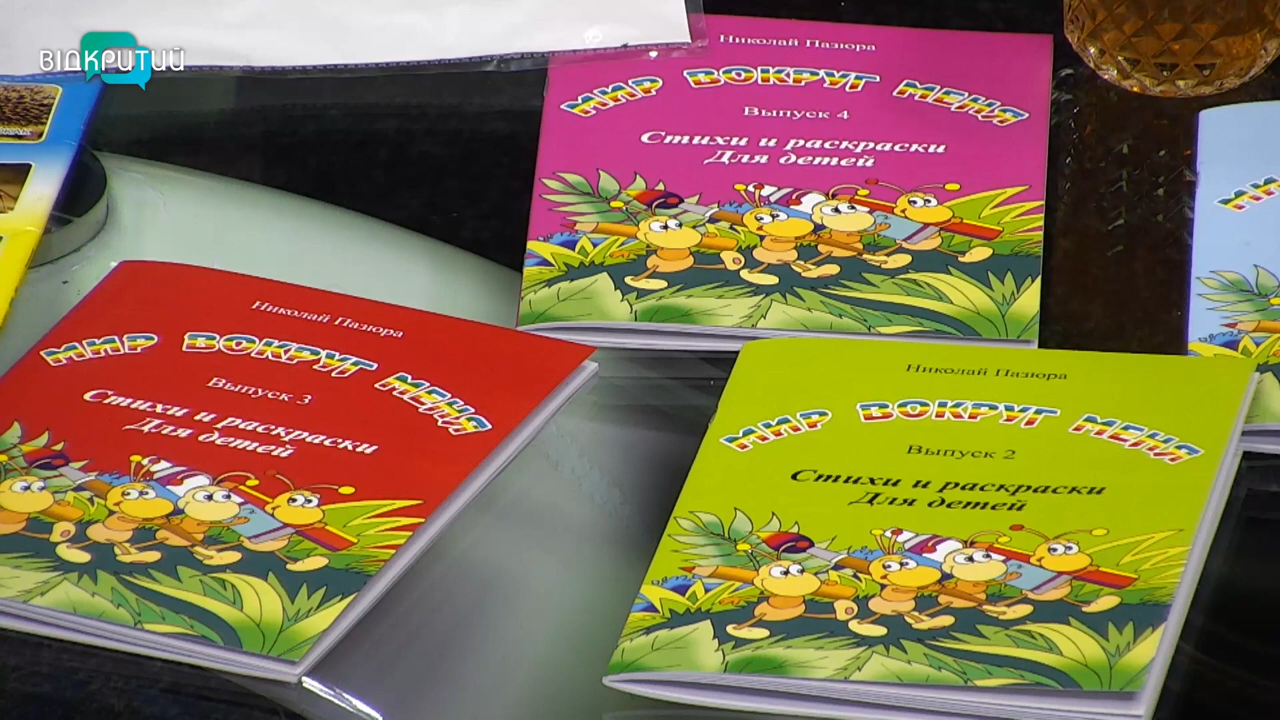 ВІДКРИТИЙ
Николай Пазюра
МИР ВОКРУГ МЕНЯ
Выпуск 4
Стихи и раскраски
Для детей
Николай Пазюра
МИР ВОКРУГ МЕНЯ
Выпуск 3
Стихи и раскраски
Для детей
Николай Пазюра
МИР ВОКРУГ МЕНЯ
Выпуск 2
Стихи и раскраски
Для детей